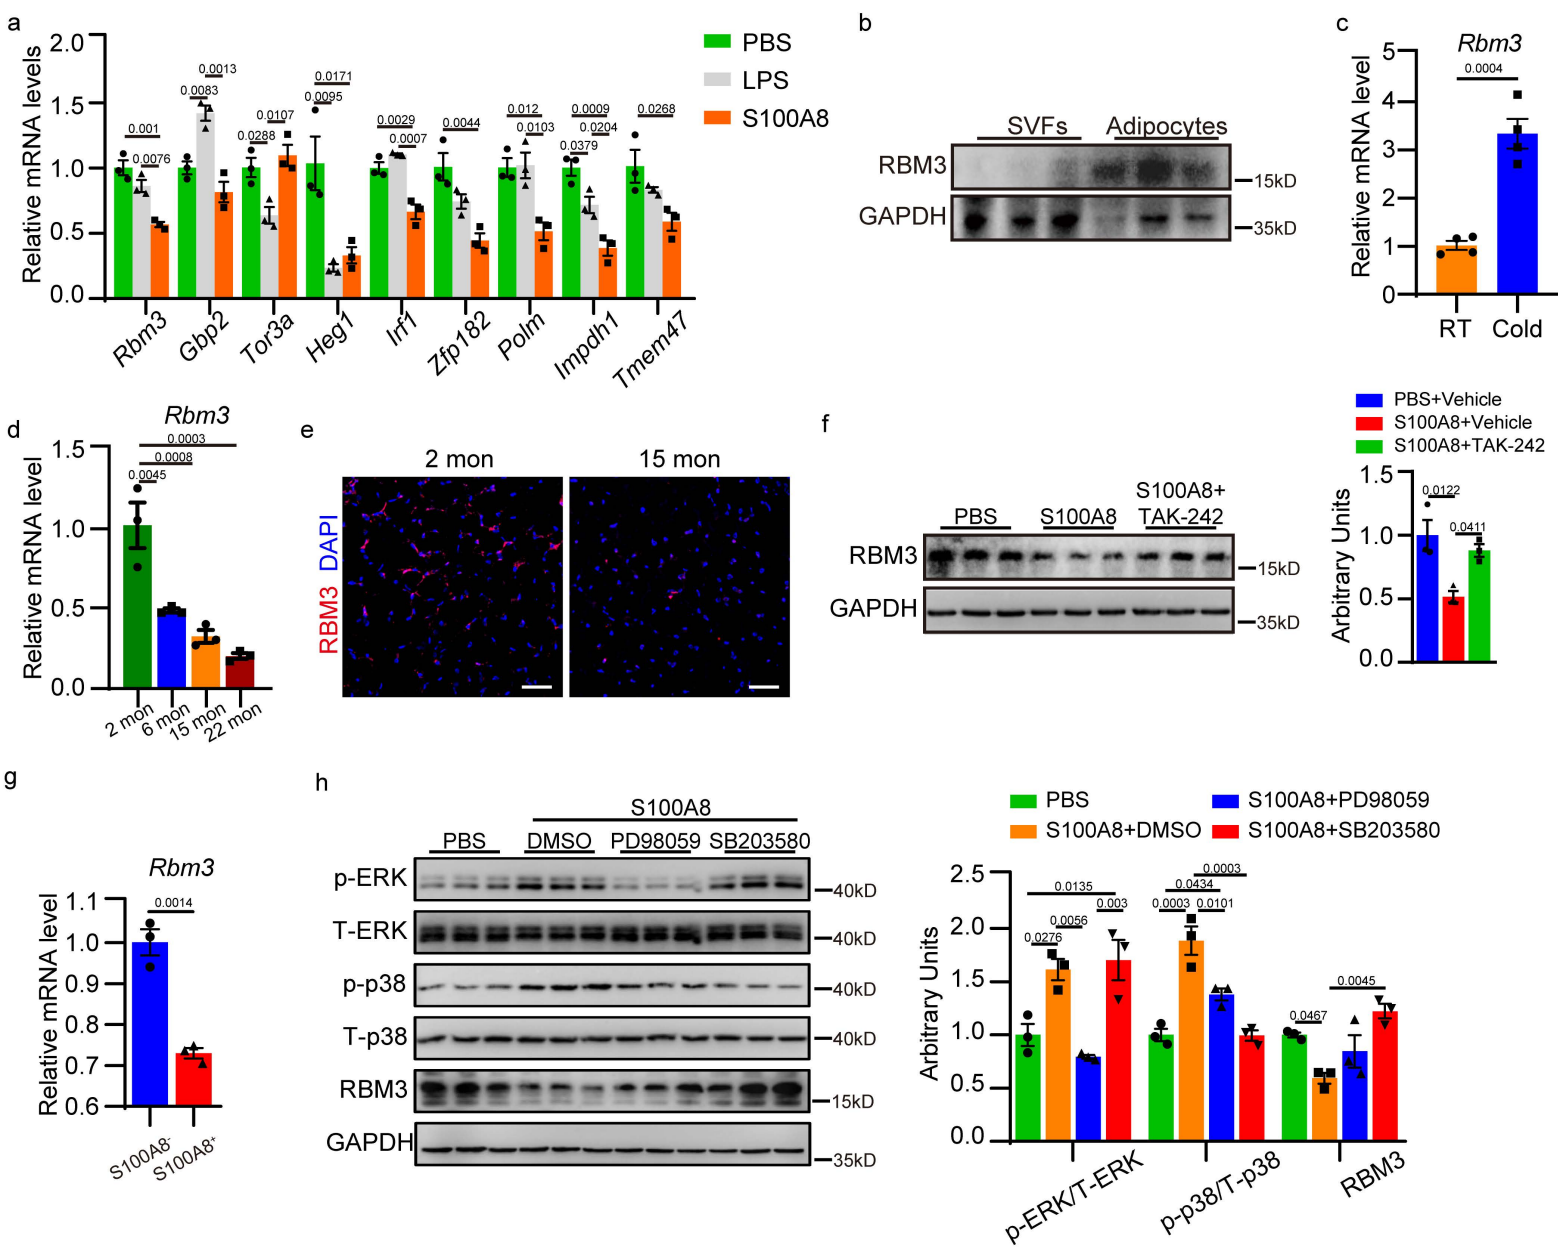 a
Relative mRNA levels
2.0
1.5
1.0
0.5
0.0
0.001
0.0076
0.0083
0.0013
0.0288
0.0107
0.0171
0.0095
0.0029
0.0007
0.0044
0.012
0.0103
0.0009
0.0204
0.0379
0.0268
Rbm3
Gbp2
Tor3a
Heg1
Irf1
Zfp182
Polm
Impdh1
Tmem47
PBS
LPS
S100A8
b
SVFs Adipocytes
RBM3
15kD
GAPDH
35kD
c
Rbm3
Relative mRNA level
5
4
3
2
1
0
0.0004
RT Cold
d
Rbm3
Relative mRNA level
1.5
1.0
0.5
0.0
0.0003
0.0008
0.0045
2 mon
6 mon
15 mon
22 mon
e
2 mon 15 mon
RBM3 DAPI
f
PBS S100A8 S100A8+
TAK-242
RBM3
15kD
GAPDH
35kD
PBS+Vehicle
S100A8+Vehicle
S100A8+TAK-242
Arbitrary Units
1.5
1.0
0.5
0.0
0.0122
0.0411
g
Rbm3
Relative mRNA level
1.1
1.0
0.9
0.8
0.7
0.6
0.0014
S100A8-
S100A8+
h
S100A8
PBS DMSO PD98059 SB203580
p-ERK
40kD
T-ERK
40kD
p-p38
40kD
T-p38
40kD
RBM3
15kD
GAPDH
35kD
PBS
S100A8+DMSO
S100A8+PD98059
S100A8+SB203580
Arbitrary Units
2.5
2.0
1.5
1.0
0.5
0.0
0.0135
0.0056
0.003
0.0276
0.0003
0.0434
0.0003
0.0101
0.0045
0.0467
p-ERK/T-ERK
p-p38/T-p38
RBM3